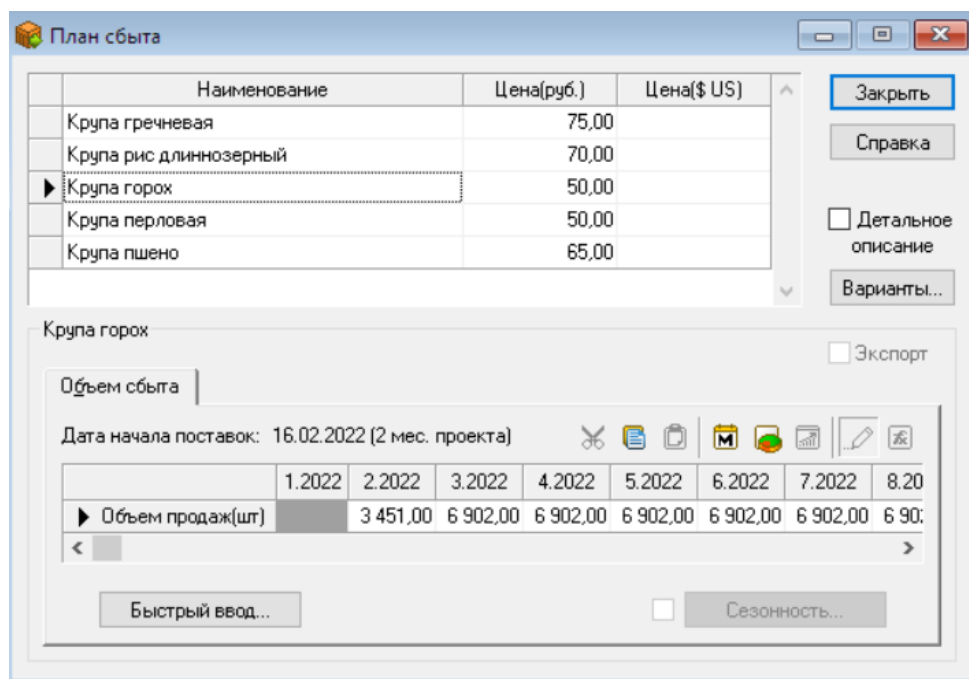 План сбыта
Наименование Цена(руб.) Цена($ US)
Крупа гречневая 75,00
Крупа рис длиннозерный 70,00
Крупа горох 50,00
Крупа перловая 50,00
Крупа пшено 65,00
Закрыть
Справка
Детальное
описание
Варианты...
Крупа горох
Экспорт
Объем сбыта
Дата начала поставок: 16.02.2022 (2 мес. проекта)
1.2022 2.2022 3.2022 4.2022 5.2022 6.2022 7.2022 8.20
Объем продаж(шт) 3 451,00 6 902,00 6 902,00 6 902,00 6 902,00 6 902,00 6 90
Быстрый ввод...
Сезонность...